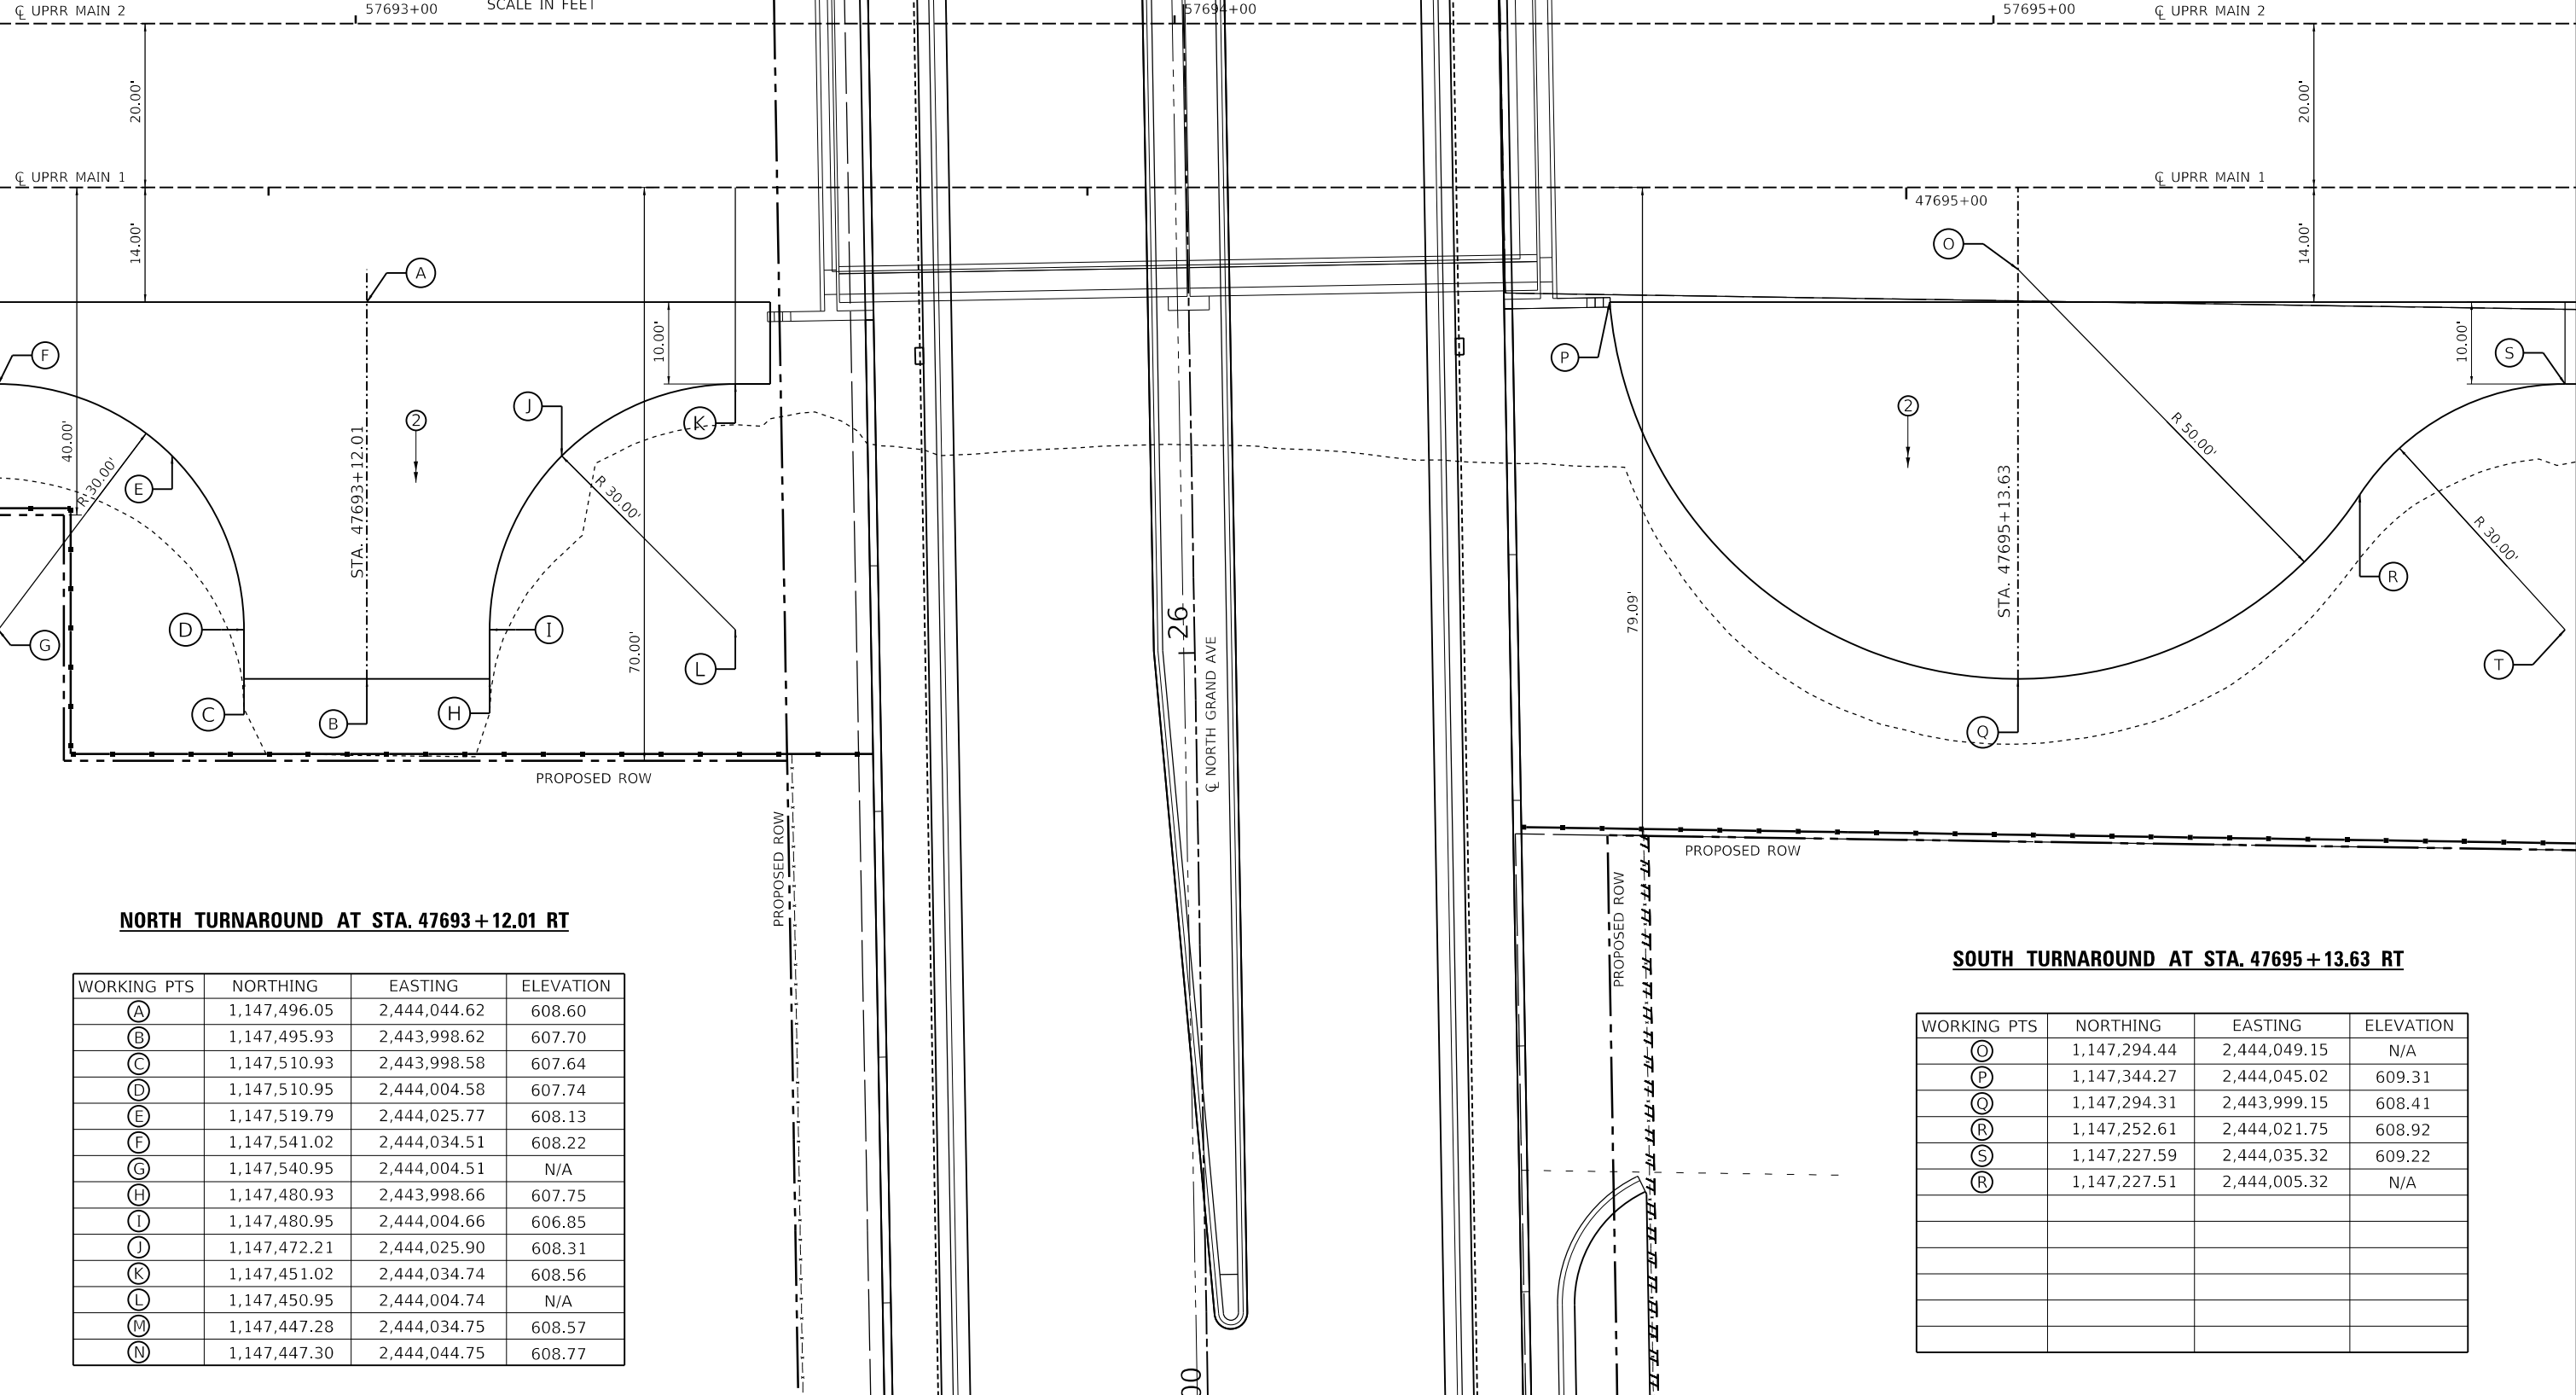 ℄ UPRR MAIN 2
57693+00
SCALE IN FEET
57694+00
57695+00
℄ UPRR MAIN 2
20.00'
20.00'
℄ UPRR MAIN 1
℄ UPRR MAIN 1
47695+00
14.00'
14.00'
A
O
F
10.00'
P
10.00'
S
J
2
K
2
40.00'
R 30.00'
E
STA. 47693+12.01
R 30.00'
R 50.00'
STA. 47695+13.63
R 30.00'
R
D
I
G
70.00'
L
26
79.09'
T
C
B
H
℄ NORTH GRAND AVE
Q
PROPOSED ROW
PROPOSED ROW
PROPOSED ROW
PROPOSED ROW
NORTH TURNAROUND AT STA. 47693+12.01 RT
WORKING PTS NORTHING EASTING ELEVATION
A 1,147,496.05 2,444,044.62 608.60
B 1,147,495.93 2,443,998.62 607.70
C 1,147,510.93 2,443,998.58 607.64
D 1,147,510.95 2,444,004.58 607.74
E 1,147,519.79 2,444,025.77 608.13
F 1,147,541.02 2,444,034.51 608.22
G 1,147,540.95 2,444,004.51 N/A
H 1,147,480.93 2,443,998.66 607.75
I 1,147,480.95 2,444,004.66 606.85
J 1,147,472.21 2,444,025.90 608.31
K 1,147,451.02 2,444,034.74 608.56
L 1,147,450.95 2,444,004.74 N/A
M 1,147,447.28 2,444,034.75 608.57
N 1,147,447.30 2,444,044.75 608.77
SOUTH TURNAROUND AT STA. 47695+13.63 RT
WORKING PTS NORTHING EASTING ELEVATION
O 1,147,294.44 2,444,049.15 N/A
P 1,147,344.27 2,444,045.02 609.31
Q 1,147,294.31 2,443,999.15 608.41
R 1,147,252.61 2,444,021.75 608.92
S 1,147,227.59 2,444,035.32 609.22
R 1,147,227.51 2,444,005.32 N/A
00